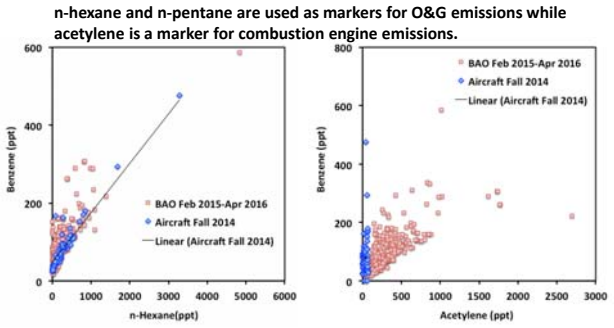 n-hexane and n-pentane are used as markers for O&G emissions while
acetylene is a marker for combustion engine emissions.
600
400
200
0
Benzene (ppt)
BAO Feb 2015-Apr 2016
Aircraft Fall 2014
Linear (Aircraft Fall 2014)
0 1000 2000 3000 4000 5000 6000
n-Hexane(ppt)
800
600
400
200
0
Benzene (ppt)
BAO Feb 2015-Apr 2016
Aircraft Fall 2014
Linear (Aircraft Fall 2014)
0 500 1000 1500 2000 2500 3000
Acetylene (ppt)